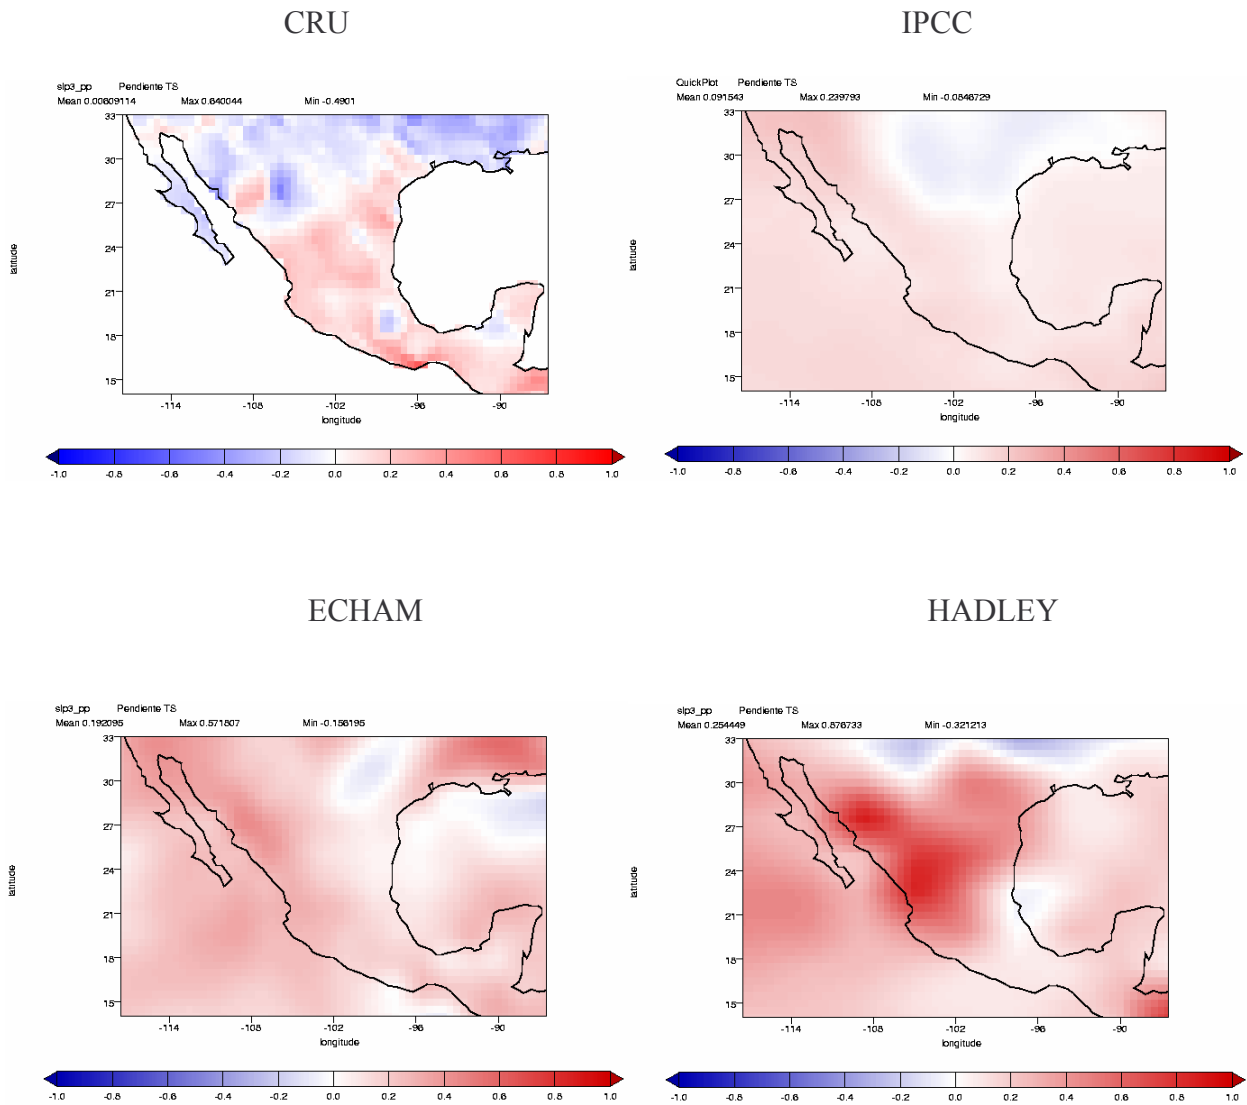 CRU
slp3_pp Pendiente TS
Mean 0.00609114 Max 0.640044 Min -0.4901
33
30
27
24
21
18
15
latitude
-114 -108 -102 -96 -90
longitude
-1.0 -0.8 -0.6 -0.4 -0.2 0.0 0.2 0.4 0.6 0.8 1.0
IPCC
QuickPlot Pendiente TS
Mean 0.091543 Max 0.239793 Min -0.0846729
33
30
27
24
21
18
15
latitude
-114 -108 -102 -96 -90
longitude
-1.0 -0.8 -0.6 -0.4 -0.2 0.0 0.2 0.4 0.6 0.8 1.0
ECHAM
slp3_pp Pendiente TS
Mean 0.192095 Max 0.571807 Min -0.156195
33
30
27
24
21
18
15
latitude
-114 -108 -102 -96 -90
longitude
-1.0 -0.8 -0.6 -0.4 -0.2 0.0 0.2 0.4 0.6 0.8 1.0
HADLEY
slp3_pp Pendiente TS
Mean 0.254449 Max 0.876733 Min -0.321213
33
30
27
24
21
18
15
latitude
-114 -108 -102 -96 -90
longitude
-1.0 -0.8 -0.6 -0.4 -0.2 0.0 0.2 0.4 0.6 0.8 1.0